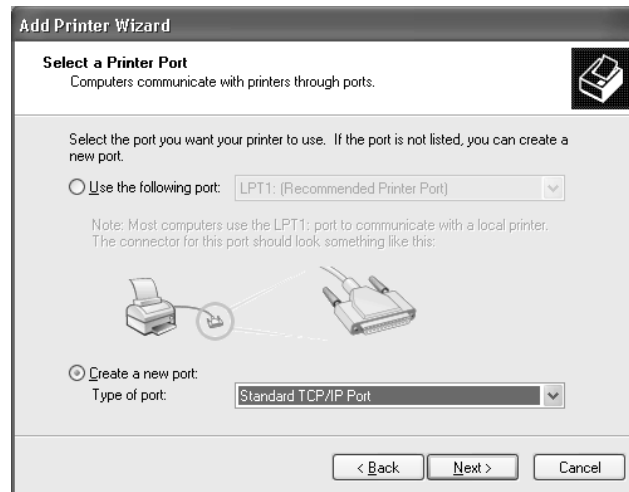 Add Printer Wizard
Select a Printer Port
Computers communicate with printers through ports.
Select the port you want your printer to use. If the port is not listed, you can create a
new port.
Use the following port: LPT1: (Recommended Printer Port)
Note: Most computers use the LPT1: port to communicate with a local printer.
The connector for this port should look something like this:
Create a new port:
Type of port: Standard TCP/IP Port
< Back Next > Cancel